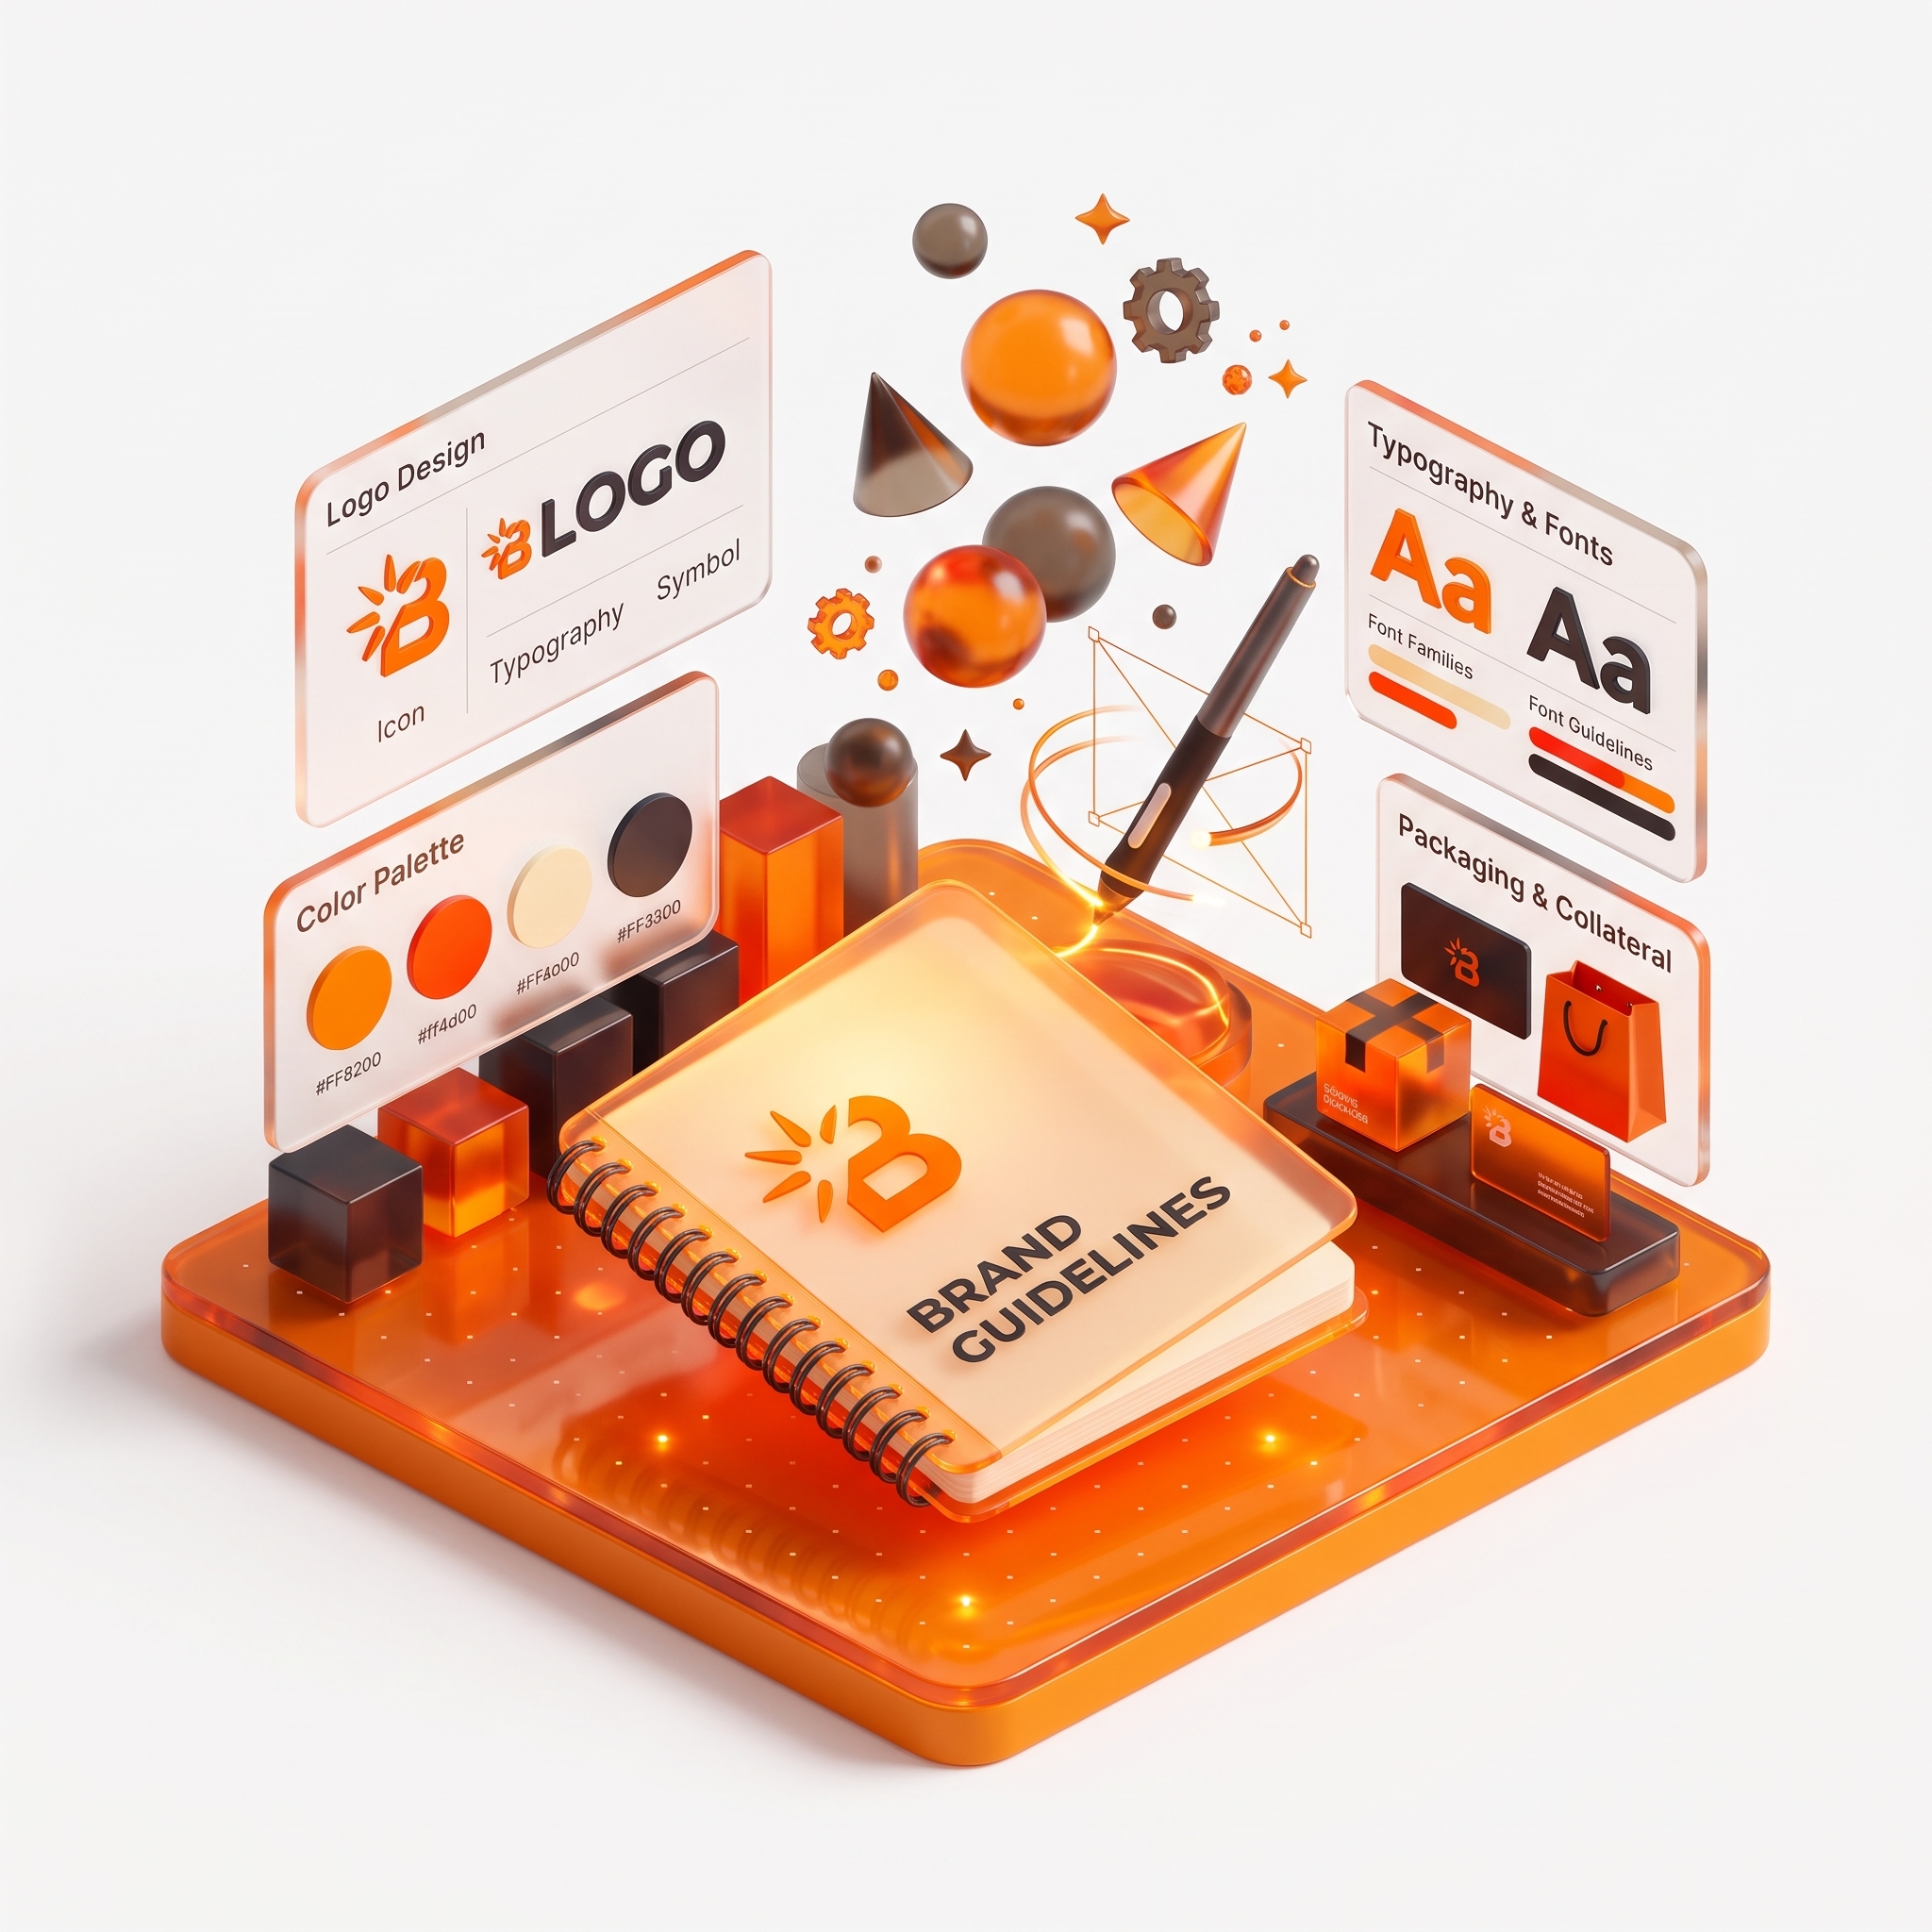 Logo Design
B LOGO
Icon
Typography
Symbol
Color Palette
#FF8200
#ff4d00
#FFA000
#FF3300
Typography & Fonts
Aa
Aa
Font Families
Font Guidelines
Packaging & Collateral
B
B
B
BRAND
GUIDELINES